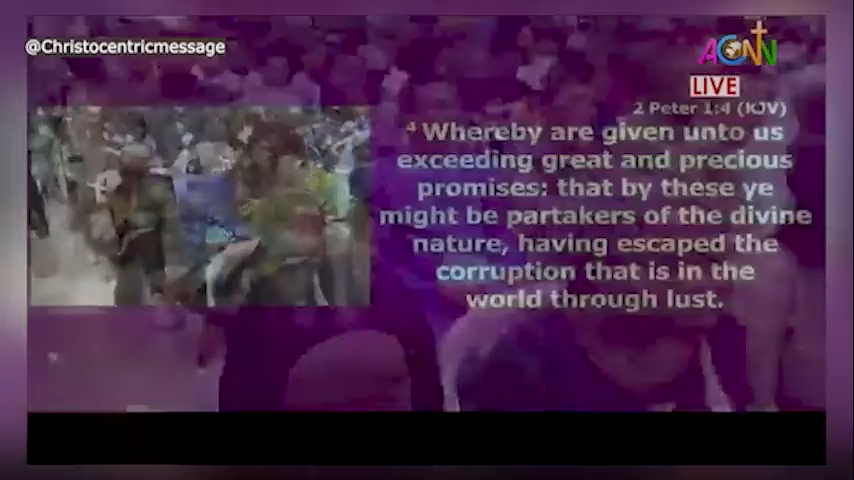 @Christocentricmessage
ACNN
LIVE
2 Peter 1:4 (KJV)
4 Whereby are given unto us
exceeding great and precious
promises: that by these ye
might be partakers of the divine
nature, having escaped the
corruption that is in the
world through lust.